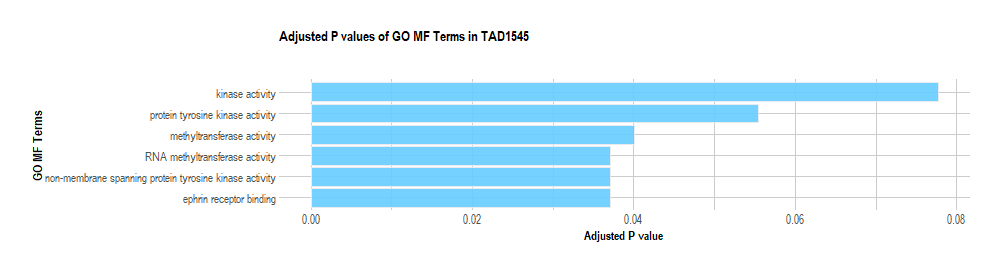 Adjusted P values of GO MF Terms in TAD1545
GO MF Terms
kinase activity
protein tyrosine kinase activity
methyltransferase activity
RNA methyltransferase activity
non-membrane spanning protein tyrosine kinase activity
ephrin receptor binding
0.00 0.02 0.04 0.06 0.08
Adjusted P value